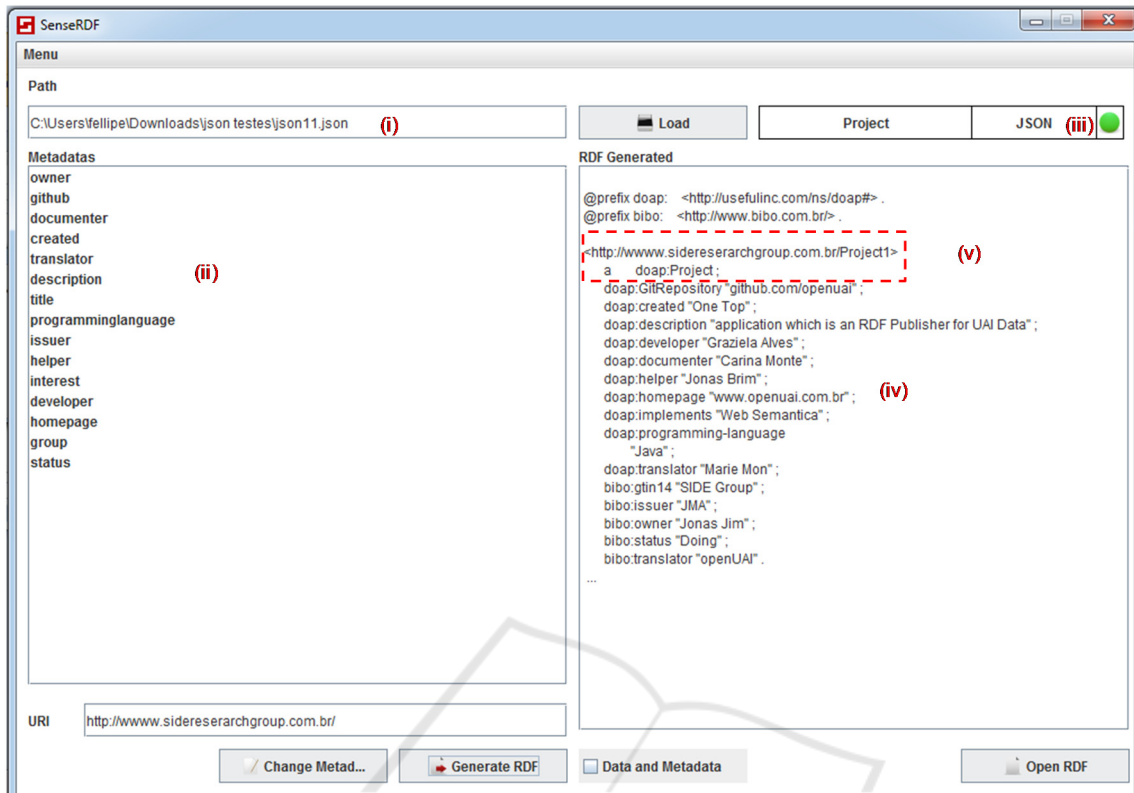 SenseRDF
Menu
Path
C:\Users\fellipe\Downloads\json testes\json11.json (i)
Load
Project
JSON (iii)
Metadatas
owner
github
documenter
created
translator
description
title
programminglanguage
issuer
helper
interest
developer
homepage
group
status
(ii)
RDF Generated
@prefix doap: <http://usefulinc.com/ns/doap#> .
@prefix bibo: <http://www.bibo.com.br/> .
<http://wwww.sidereserarchgroup.com.br/Project1>
a doap:Project ;
(v)
doap:GitRepository "github.com/openuai" ;
doap:created "One Top" ;
doap:description "application which is an RDF Publisher for UAI Data" ;
doap:developer "Graziela Alves" ;
doap:documenter "Carina Monte" ;
doap:helper "Jonas Brim" ;
doap:homepage "www.openuai.com.br" ;
(iv)
doap:implements "Web Semantica" ;
doap:programming-language
"Java" ;
doap:translator "Marie Mon" ;
bibo:gtin14 "SIDE Group" ;
bibo:issuer "JMA" ;
bibo:owner "Jonas Jim" ;
bibo:status "Doing" ;
bibo:translator "openUAI" .
...
URI
http://wwww.sidereserarchgroup.com.br/
Change Metad...
Generate RDF
Data and Metadata
Open RDF